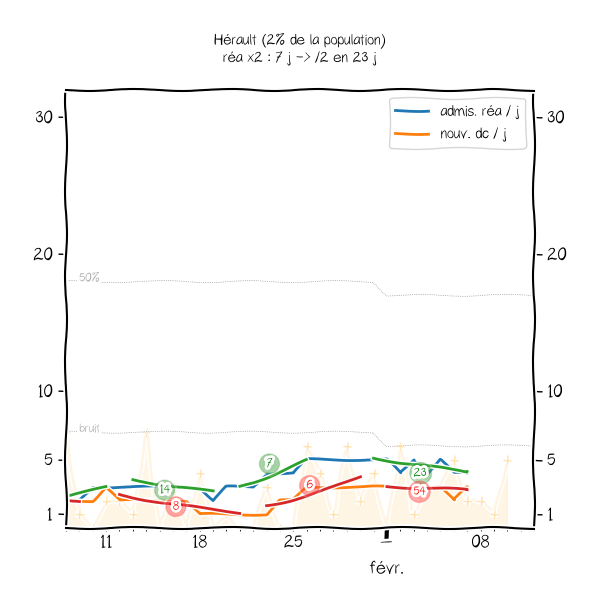 Hérault (2% de la population)
réa x2 : 7 j -> /2 en 23 j
admis. réa / j
nouv. dc / j
30 30
20 20
50%
10 10
bruit
5 5
7
23
14
6
54
8
1 1
11 18 25 1 08
févr.